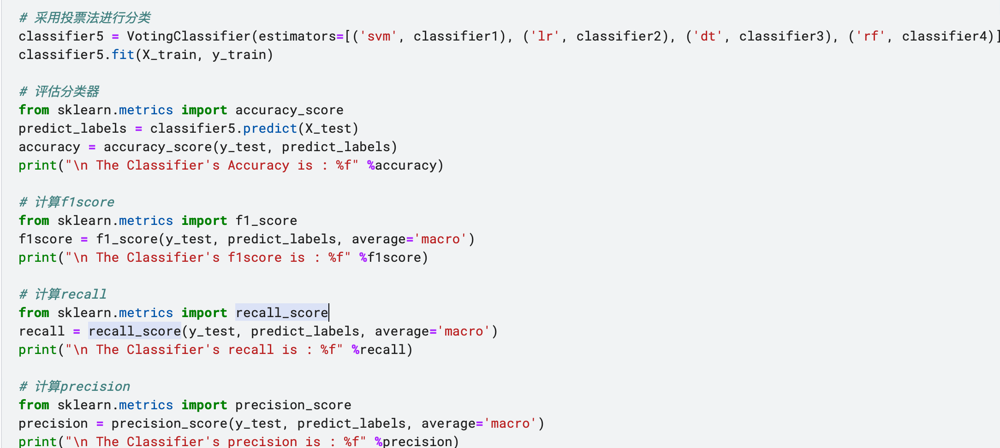 # 采用投票法进行分类
classifier5 = VotingClassifier(estimators=[('svm', classifier1), ('lr', classifier2), ('dt', classifier3), ('rf', classifier4)]
classifier5.fit(X_train, y_train)
# 评估分类器
from sklearn.metrics import accuracy_score
predict_labels = classifier5.predict(X_test)
accuracy = accuracy_score(y_test, predict_labels)
print("\n The Classifier's Accuracy is : %f" %accuracy)
# 计算f1score
from sklearn.metrics import f1_score
f1score = f1_score(y_test, predict_labels, average='macro')
print("\n The Classifier's f1score is : %f" %f1score)
# 计算recall
from sklearn.metrics import recall_score
recall = recall_score(y_test, predict_labels, average='macro')
print("\n The Classifier's recall is : %f" %recall)
# 计算precision
from sklearn.metrics import precision_score
precision = precision_score(y_test, predict_labels, average='macro')
print("\n The Classifier's precision is : %f" %precision)